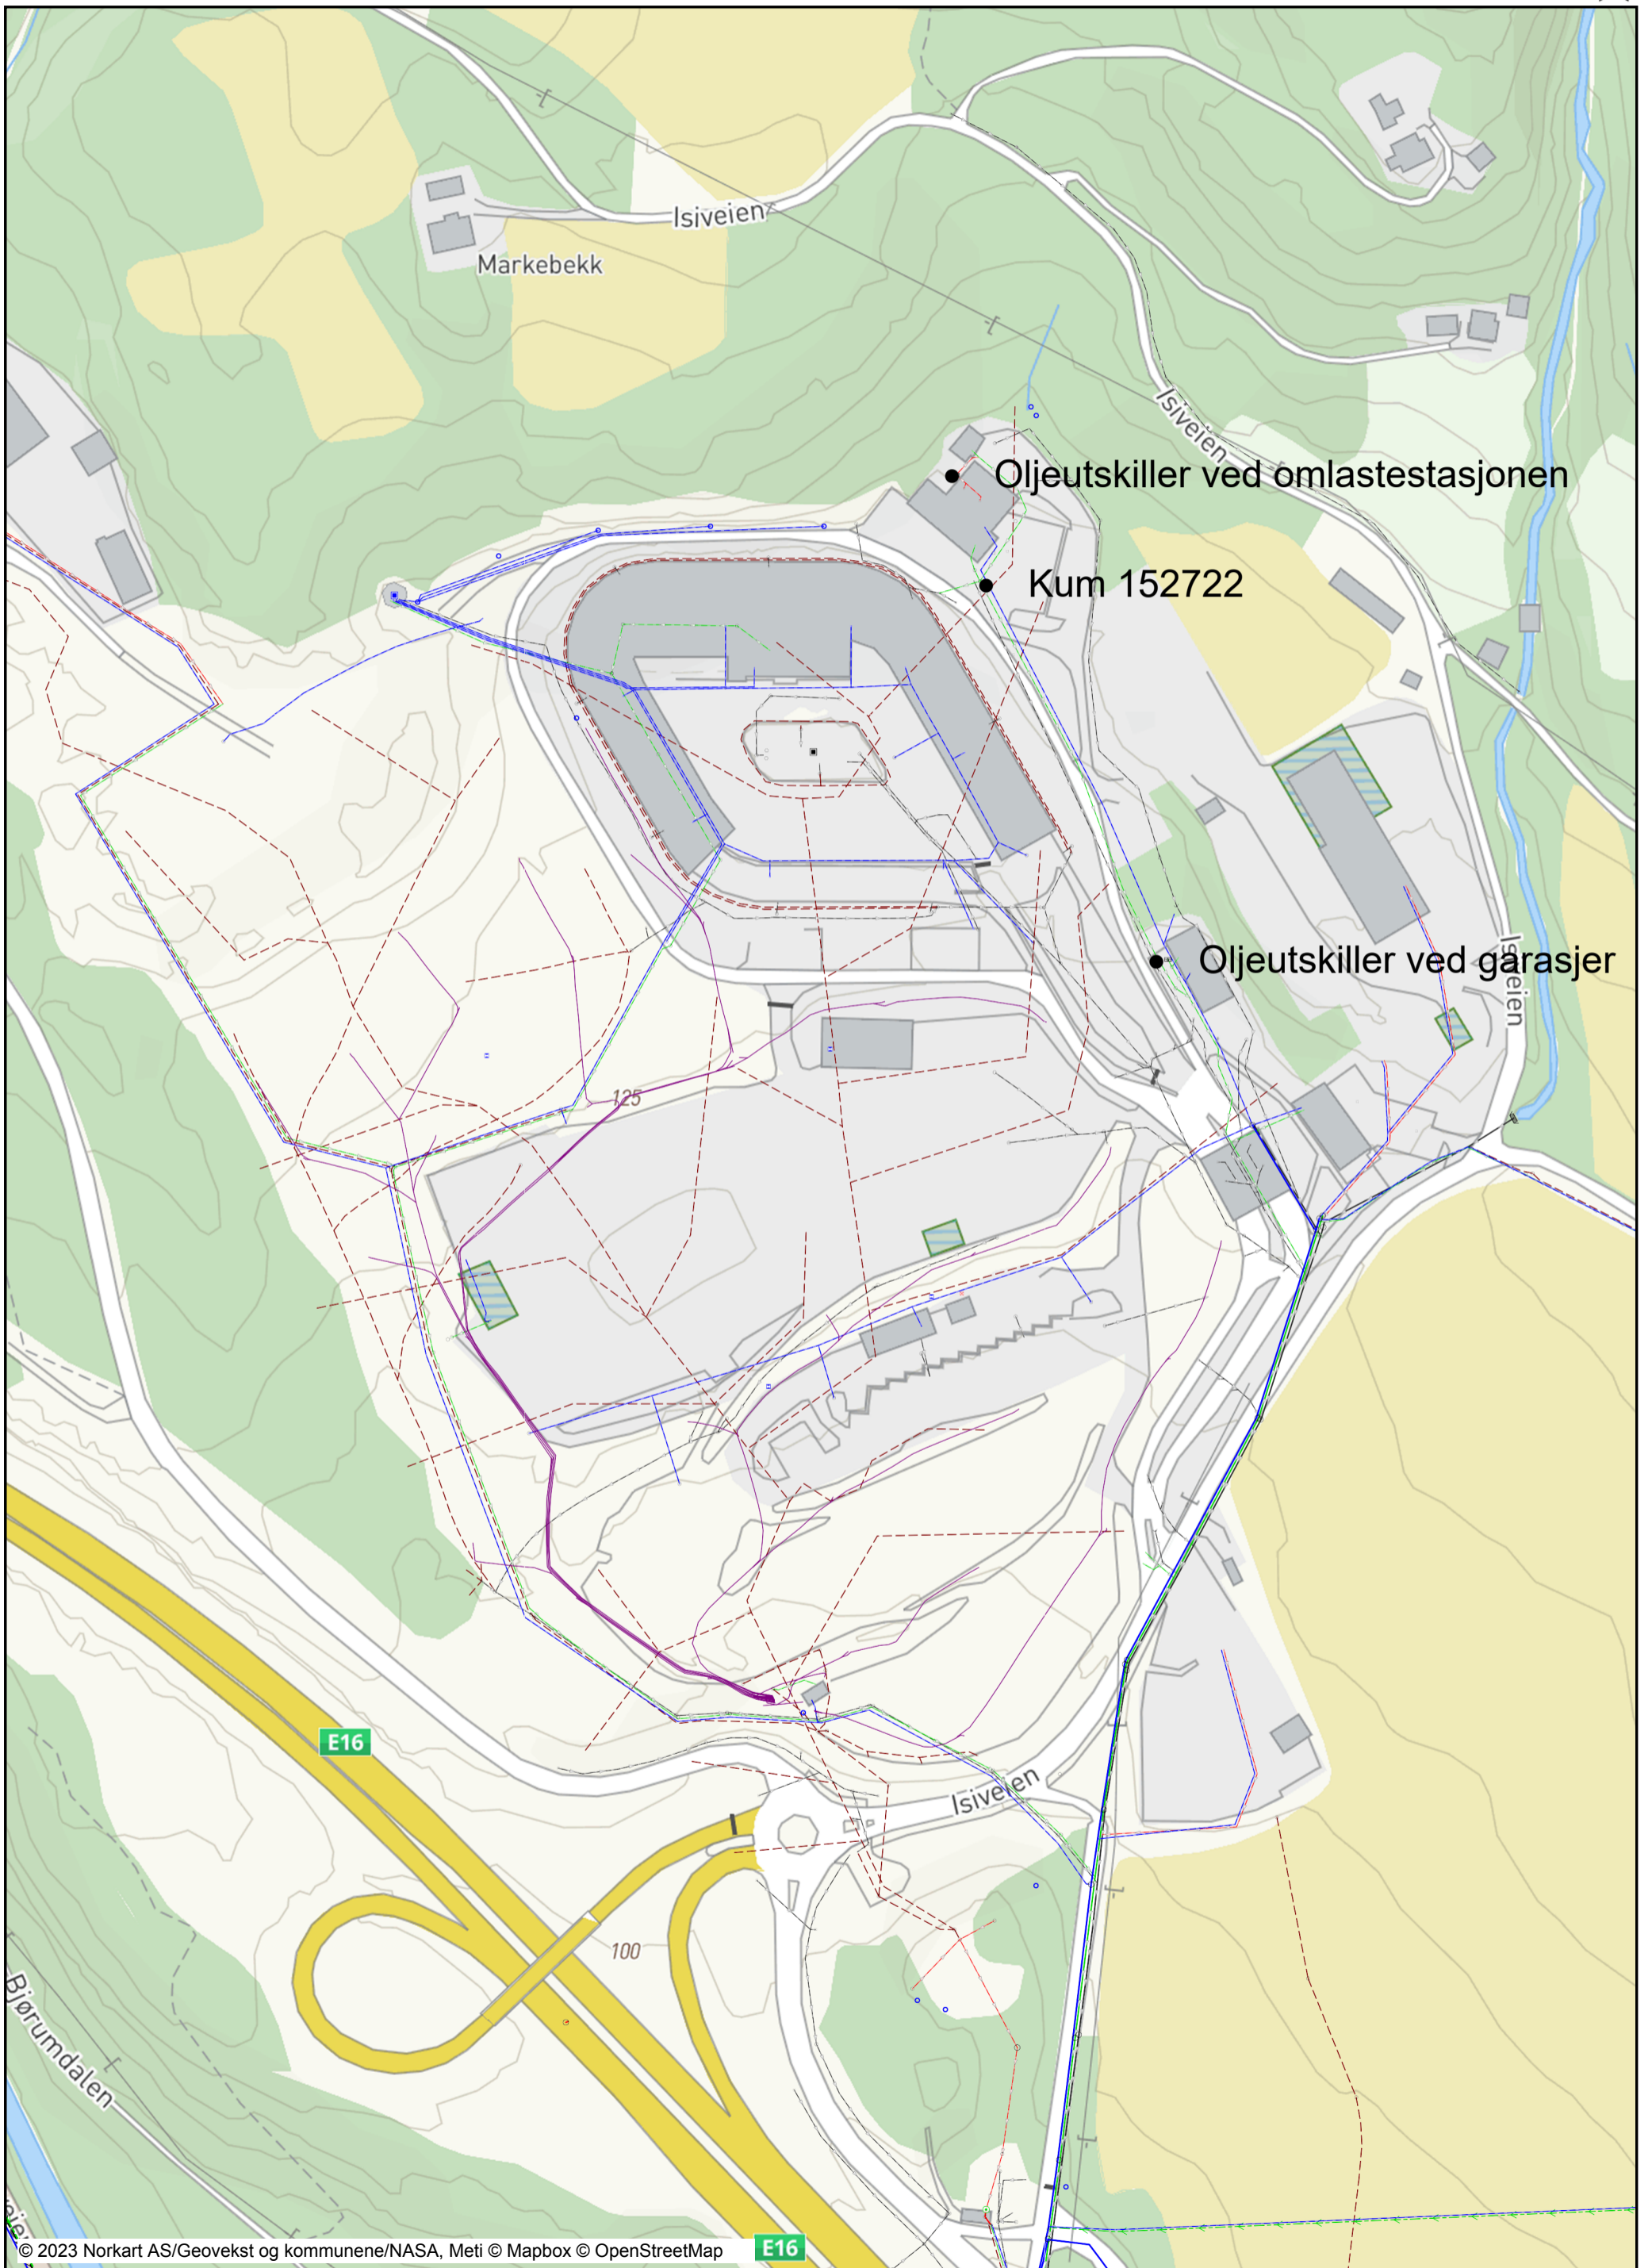 Isiveien
Markebekk
Isiveien
Oljeutskiller ved omlastestasjonen
Kum 152722
Oljeutskiller ved garasjer
Isiveien
125
E16
Isiveien
100
Bjørumdalen
E16
© 2023 Norkart AS/Geovekst og kommunene/NASA, Meti © Mapbox © OpenStreetMap